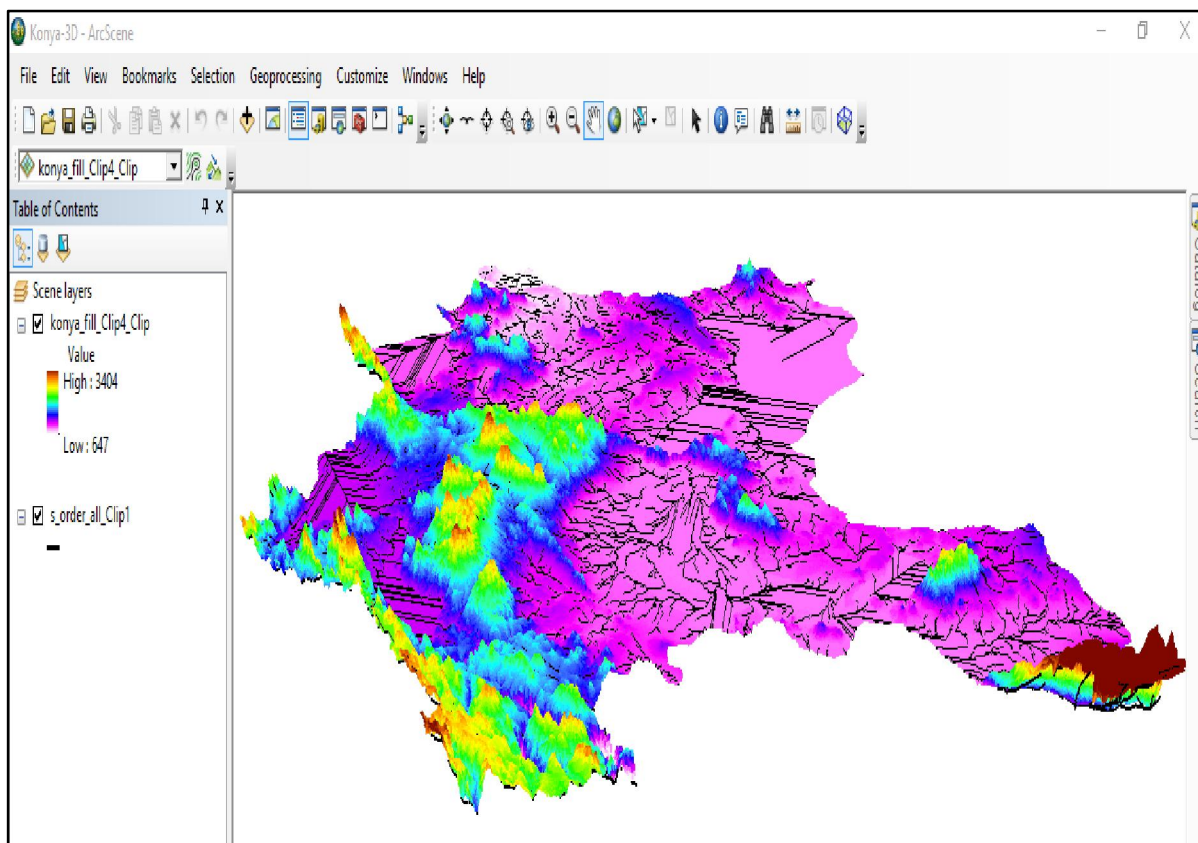 Konya-3D - ArcScene
File Edit View Bookmarks Selection Geoprocessing Customize Windows Help
konya_fill_Clip4_Clip
Table of Contents
Scene layers
konya_fill_Clip4_Clip
Value
High : 3404
Low : 647
s_order_all_Clip1